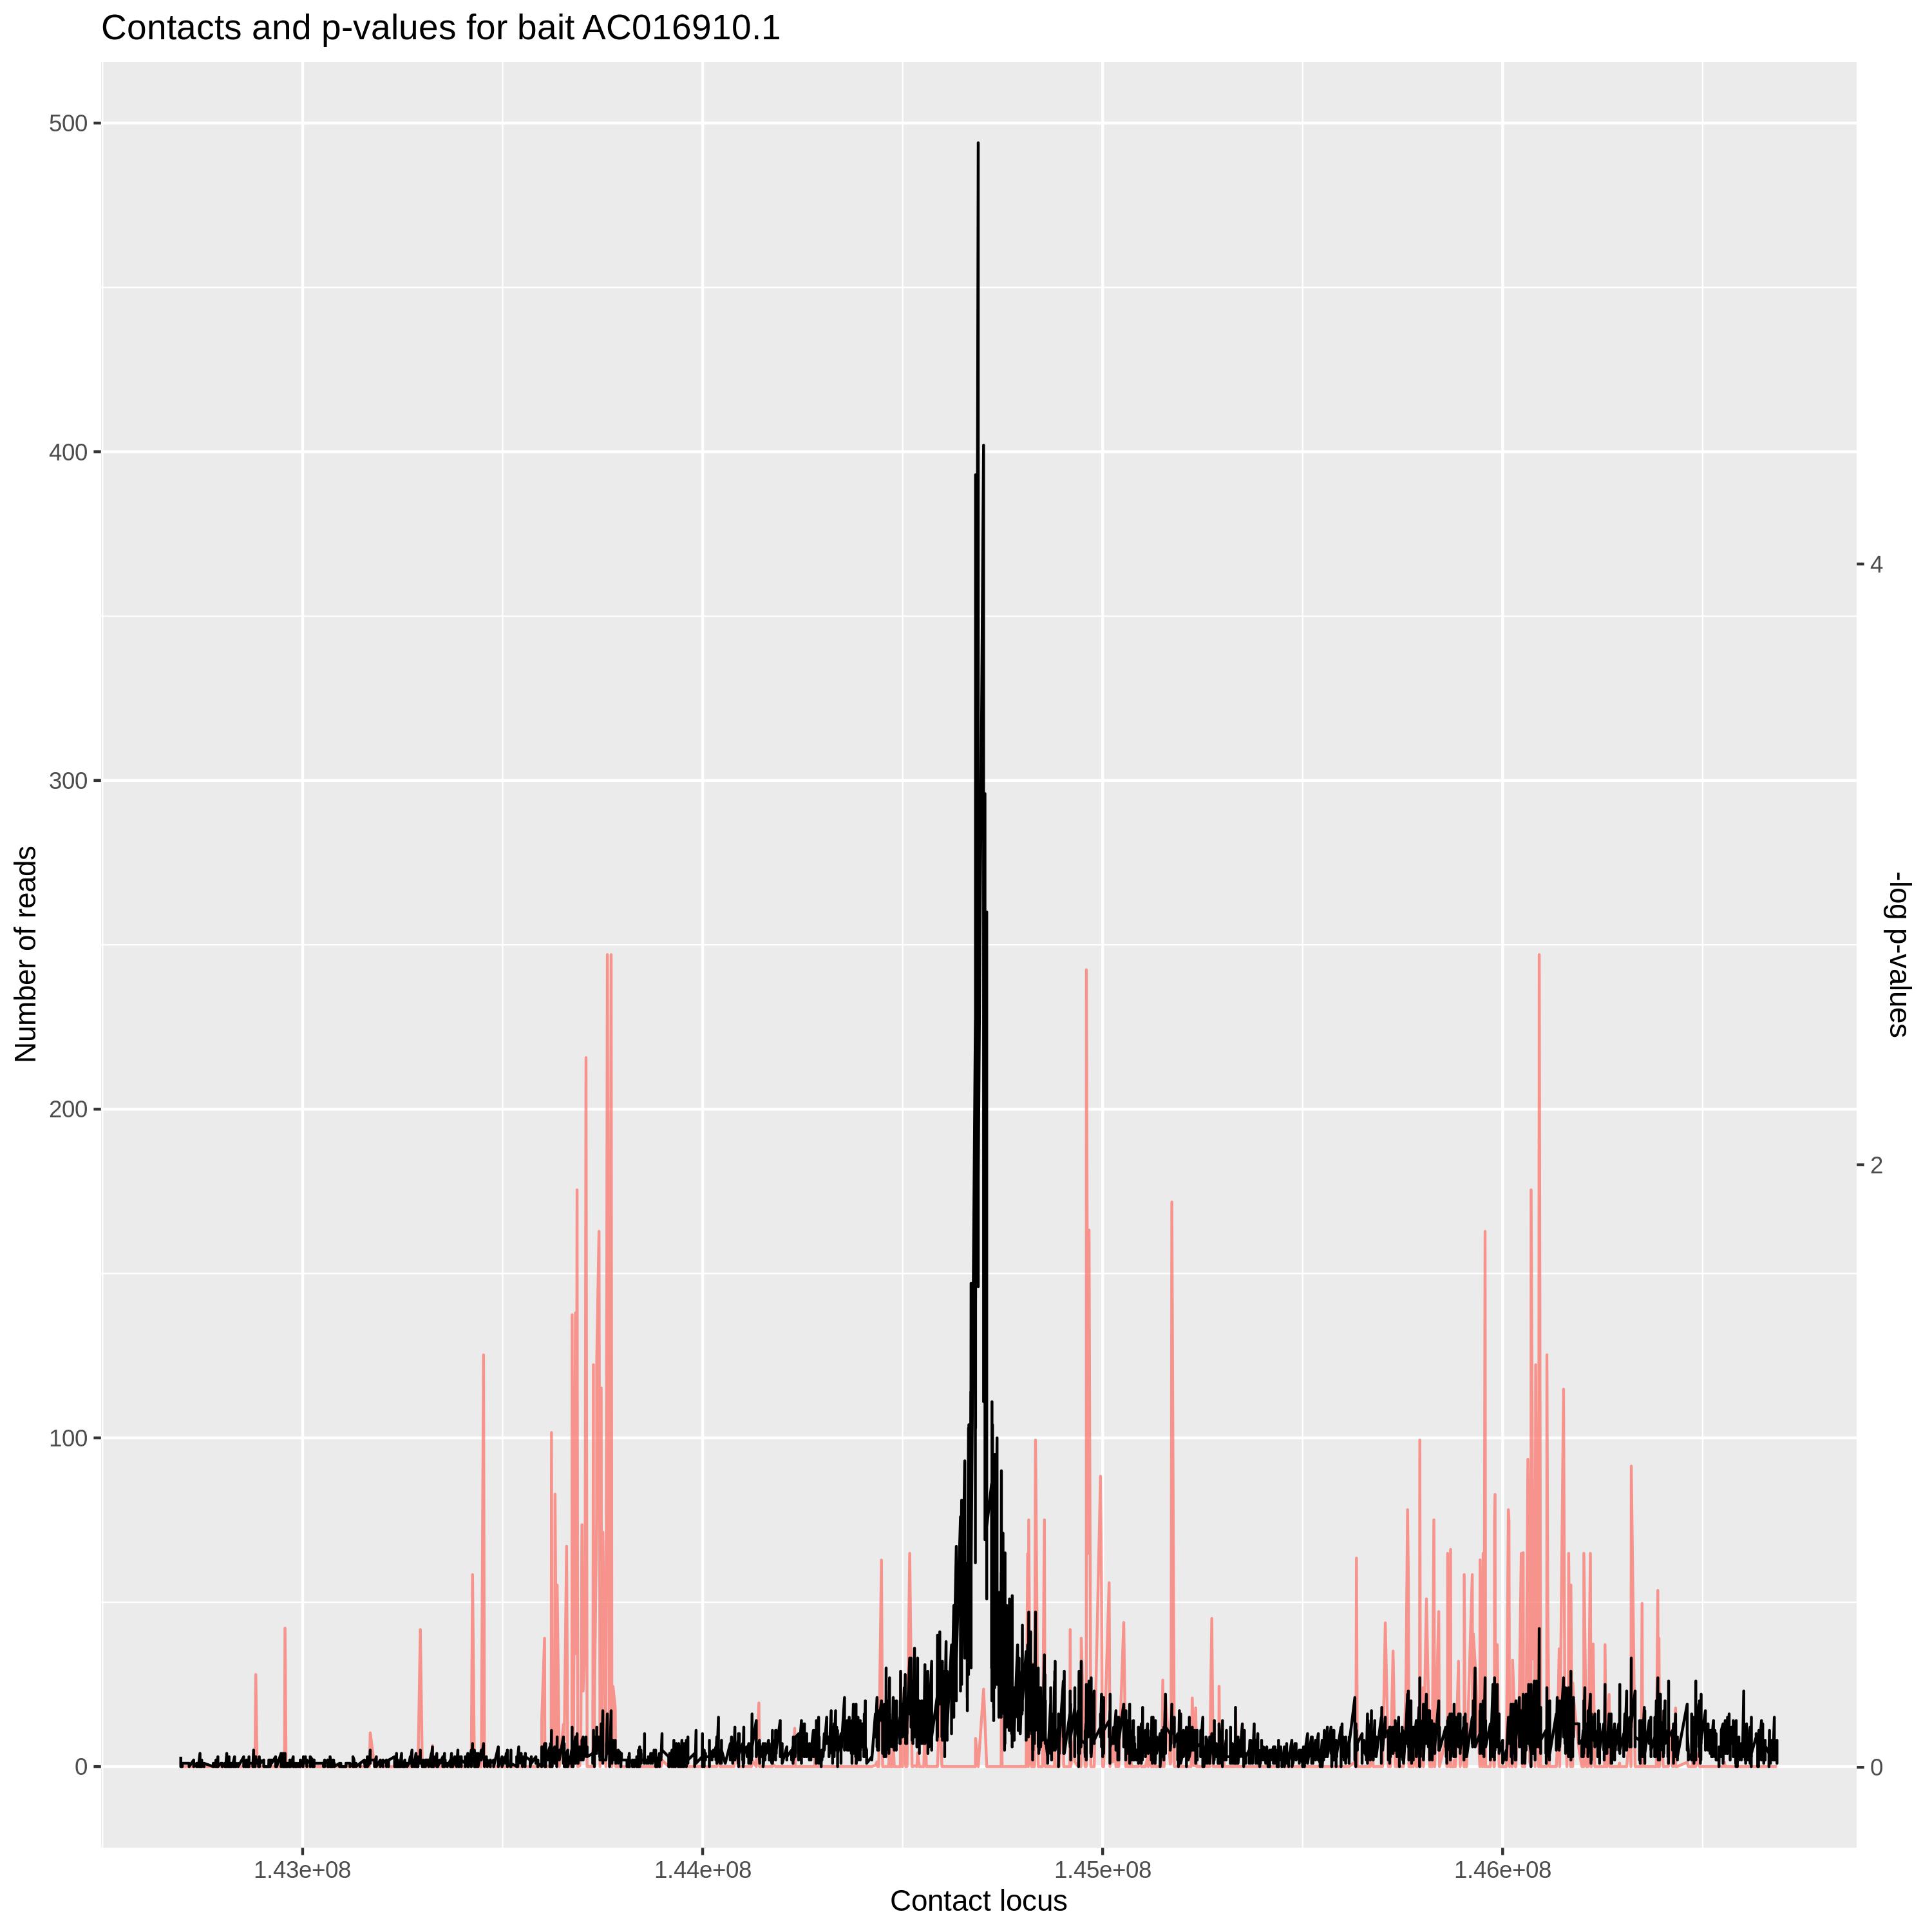 Contacts and p-values for bait AC016910.1
500
400
300
200
100
0
Number of reads
4
2
0
-log p-values
1.43e+08
1.44e+08
1.45e+08
1.46e+08
Contact locus